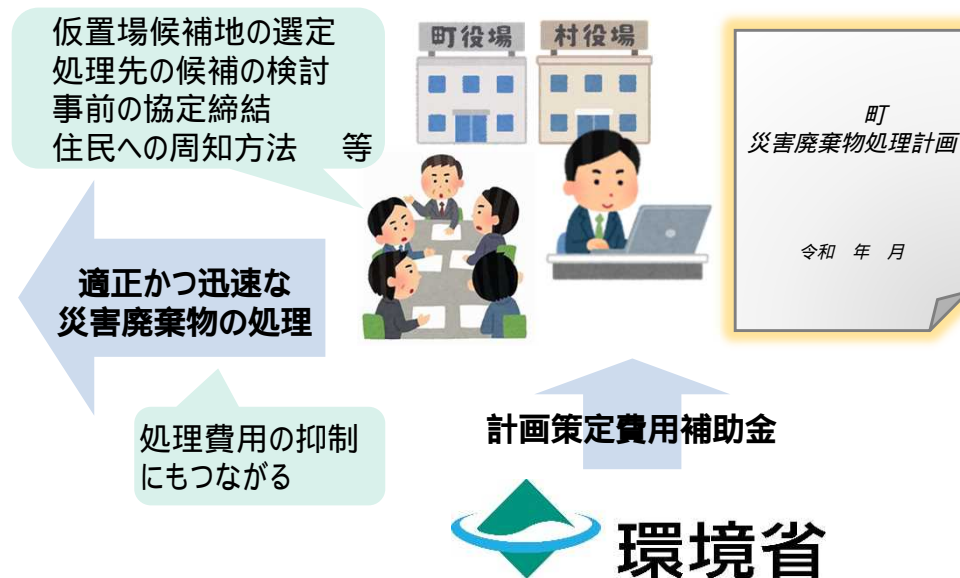 仮置場候補地の選定
処理先の候補の検討
事前の協定締結
住民への周知方法　等
町役場
村役場
町
災害廃棄物処理計画
令和　年　月
適正かつ迅速な
災害廃棄物の処理
処理費用の抑制
にもつながる
計画策定費用補助金
環境省